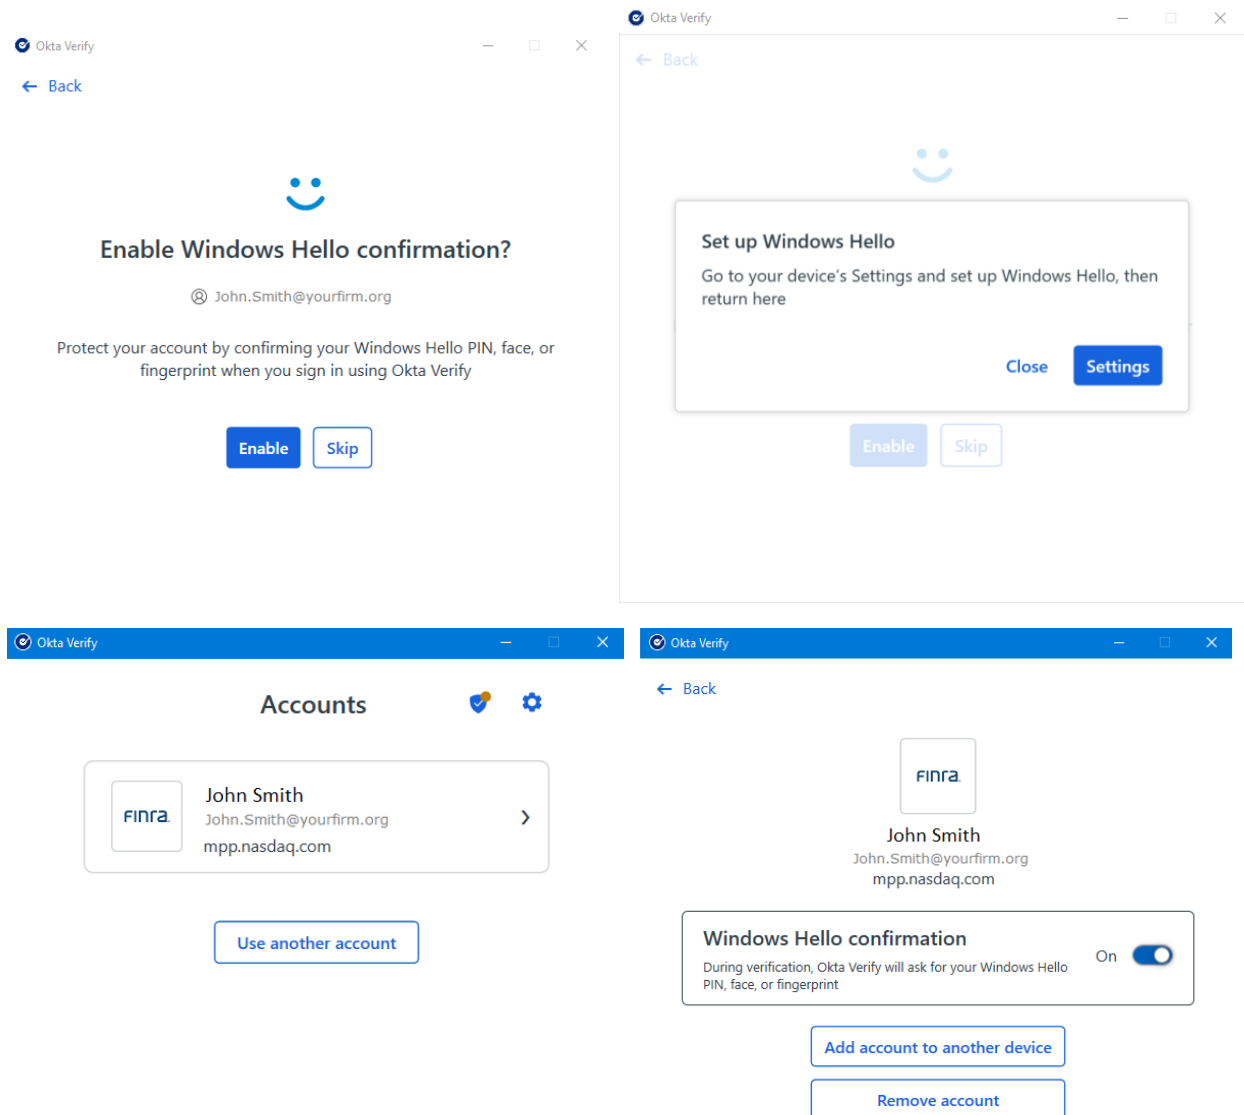 Okta Verify
Back
Enable Windows Hello confirmation?
John.Smith@yourfirm.org
Protect your account by confirming your Windows Hello PIN, face, or
fingerprint when you sign in using Okta Verify
Enable
Skip
Okta Verify
Back
Set up Windows Hello
Go to your device's Settings and set up Windows Hello, then
return here
Close
Settings
Enable
Skip
Okta Verify
Accounts
FINRA.
John Smith
John.Smith@yourfirm.org
mpp.nasdaq.com
Use another account
Okta Verify
Back
FINRA.
John Smith
John.Smith@yourfirm.org
mpp.nasdaq.com
Windows Hello confirmation
On
During verification, Okta Verify will ask for your Windows Hello
PIN, face, or fingerprint
Add account to another device
Remove account